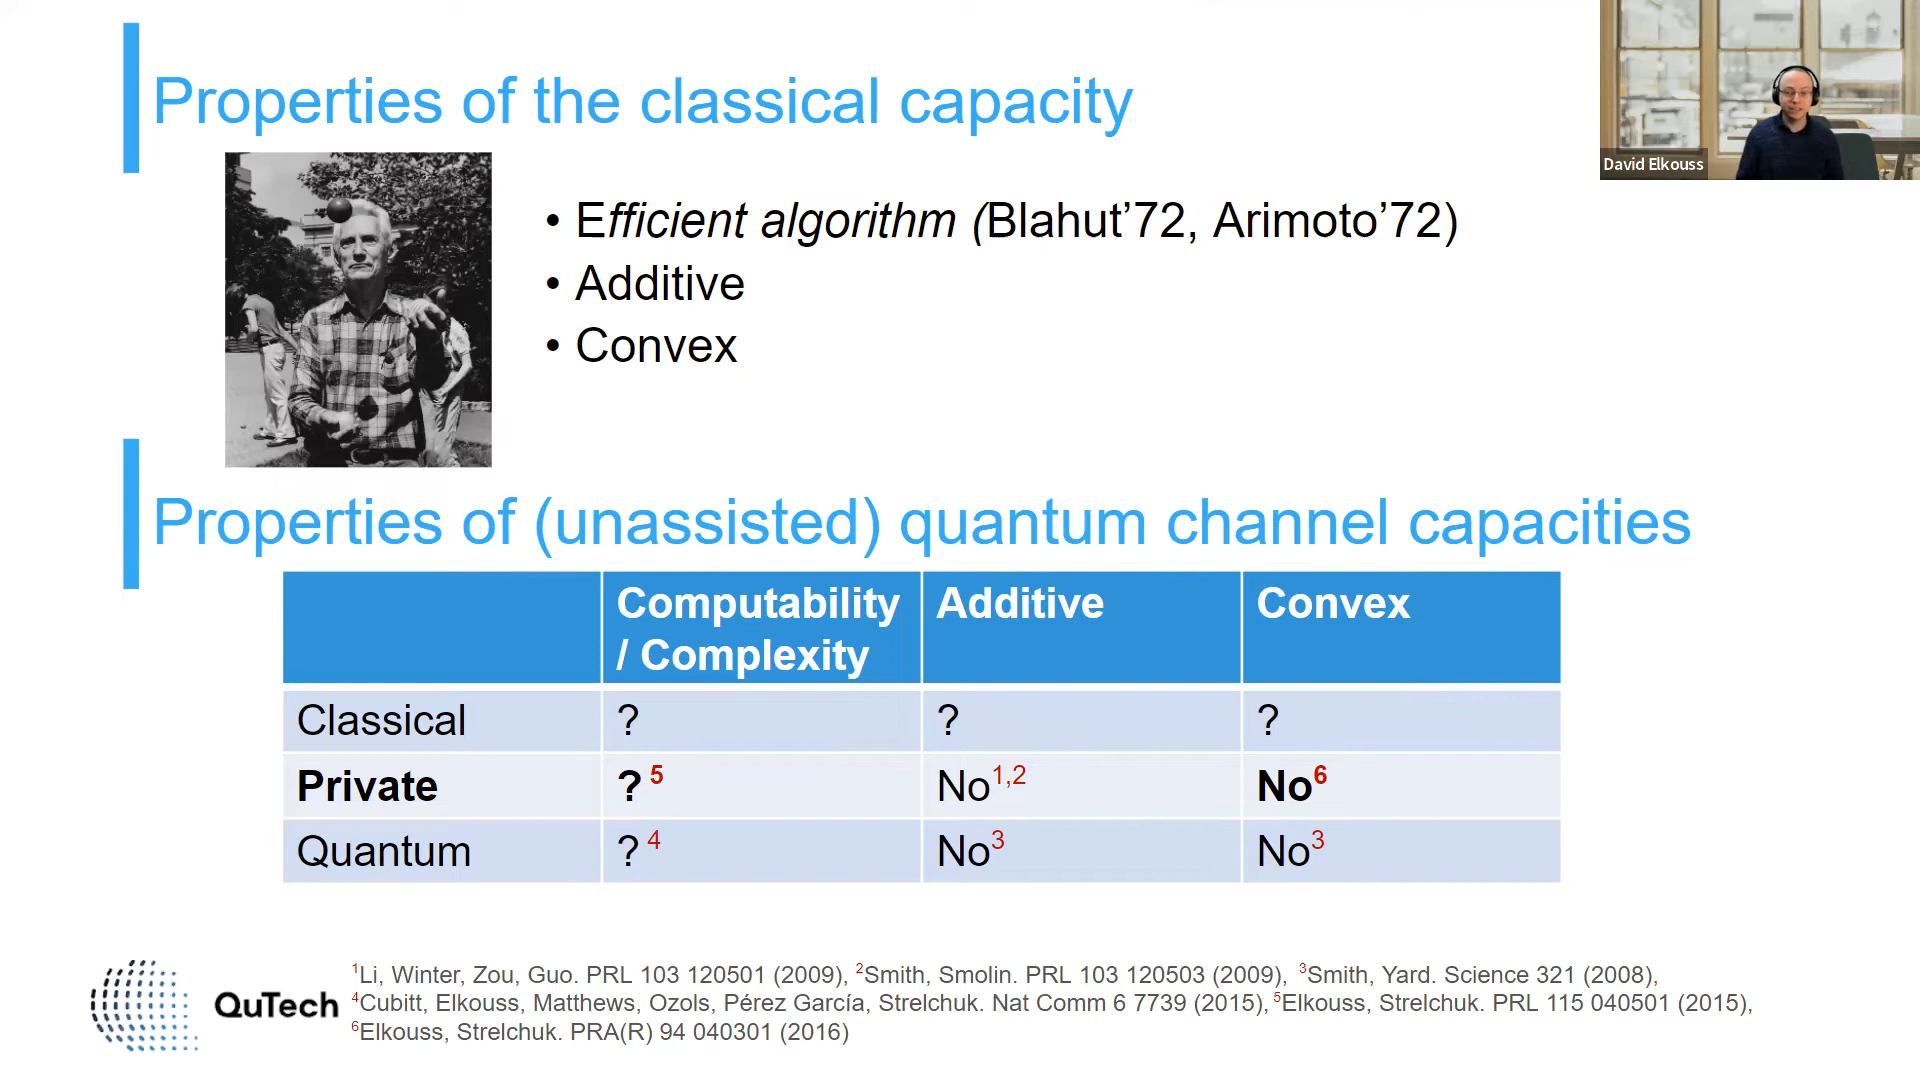 Properties of the classical capacity
David Elkouss
• Efficient algorithm (Blahut’72, Arimoto’72)
• Additive
• Convex
Properties of (unassisted) quantum channel capacities
Computability / Complexity Additive Convex
Classical ? ? ?
Private ? 5 No1,2 No6
Quantum ? 4 No3 No3
1Li, Winter, Zou, Guo. PRL 103 120501 (2009), 2Smith, Smolin. PRL 103 120503 (2009), 3Smith, Yard. Science 321 (2008),
4Cubitt, Elkouss, Matthews, Ozols, Pérez García, Strelchuk. Nat Comm 6 7739 (2015), 5Elkouss, Strelchuk. PRL 115 040501 (2015),
6Elkouss, Strelchuk. PRA(R) 94 040301 (2016)
QuTech